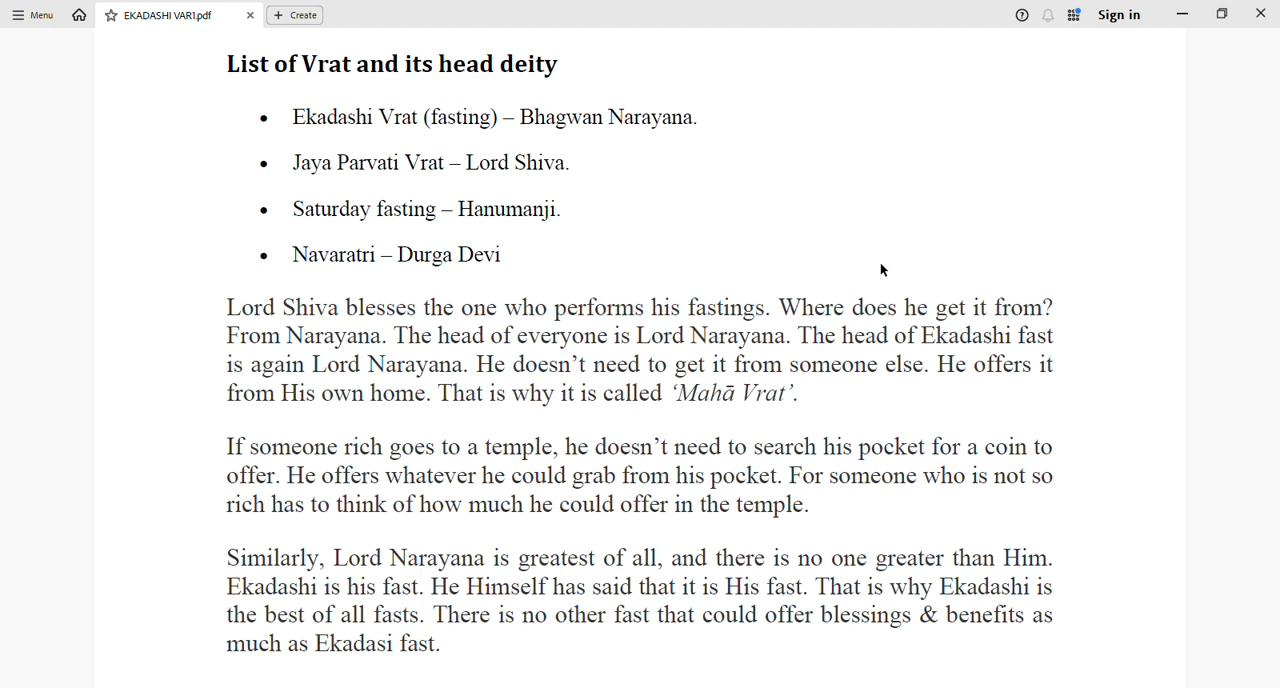 Menu
EKADASHI VAR1.pdf
Create
Sign in
List of Vrat and its head deity
• Ekadashi Vrat (fasting) – Bhagwan Narayana.
• Jaya Parvati Vrat – Lord Shiva.
• Saturday fasting – Hanumanji.
• Navaratri – Durga Devi
Lord Shiva blesses the one who performs his fastings. Where does he get it from?
From Narayana. The head of everyone is Lord Narayana. The head of Ekadashi fast
is again Lord Narayana. He doesn’t need to get it from someone else. He offers it
from His own home. That is why it is called ‘Mahā Vrat’.
If someone rich goes to a temple, he doesn’t need to search his pocket for a coin to
offer. He offers whatever he could grab from his pocket. For someone who is not so
rich has to think of how much he could offer in the temple.
Similarly, Lord Narayana is greatest of all, and there is no one greater than Him.
Ekadashi is his fast. He Himself has said that it is His fast. That is why Ekadashi is
the best of all fasts. There is no other fast that could offer blessings & benefits as
much as Ekadasi fast.